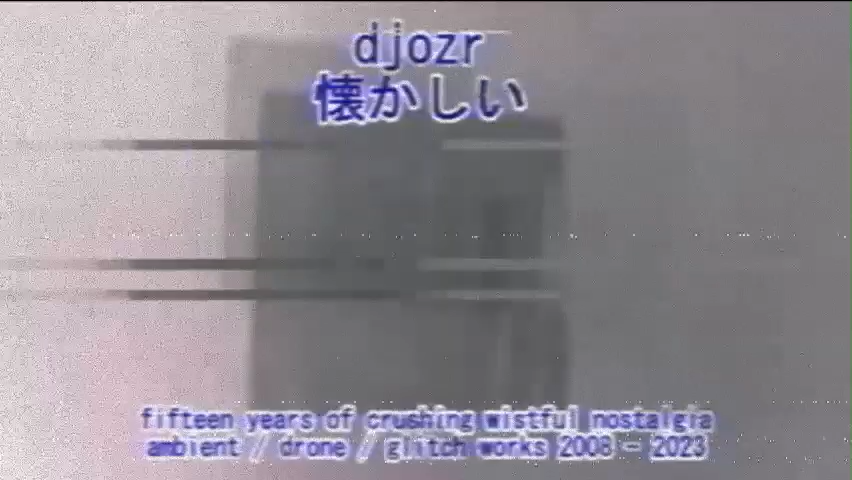 djozr
懐かしい
fifteen years of crushing wistful nostalgia
ambient / drone / glitch works 2008 - 2023